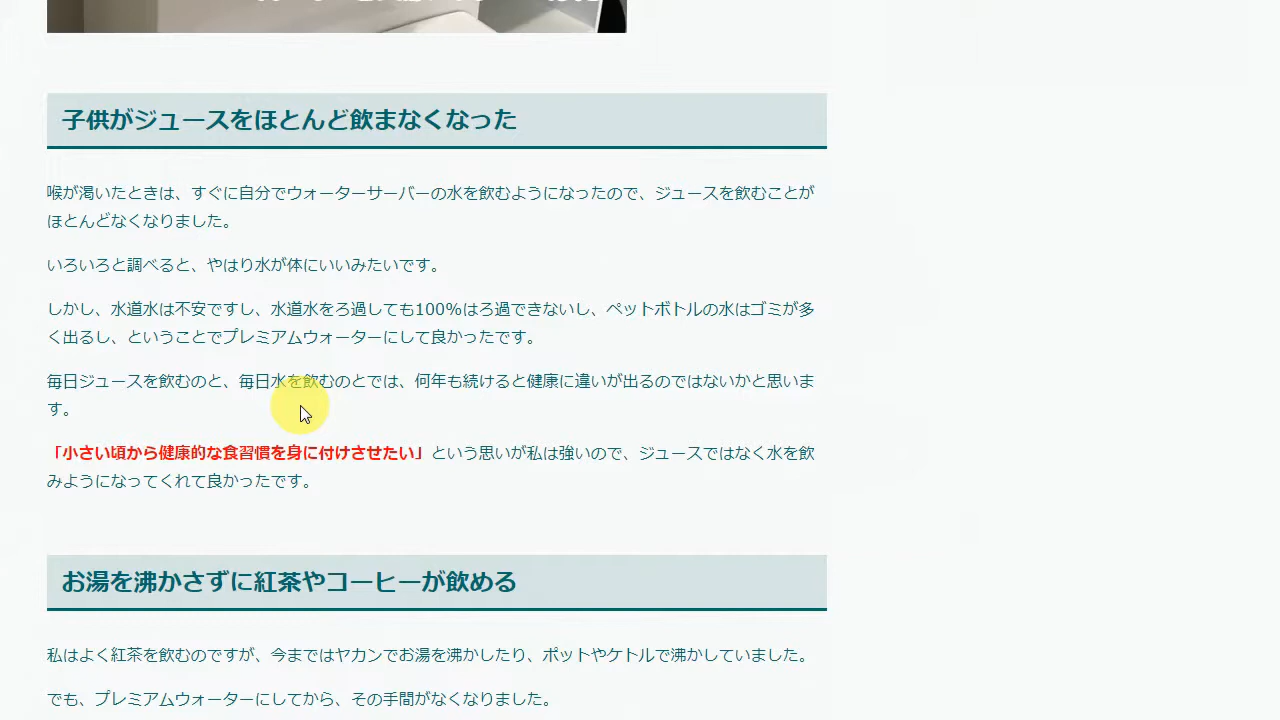 子供がジュースをほとんど飲まなくなった
喉が渇いたときは、すぐに自分でウォーターサーバーの水を飲むようになったので、ジュースを飲むことが
ほとんどなくなりました。
いろいろと調べると、やはり水が体にいいみたいです。
しかし、水道水は不安ですし、水道水をろ過しても100%はろ過できないし、ペットボトルの水はゴミが多
く出るし、ということでプレミアムウォーターにして良かったです。
毎日ジュースを飲むのと、毎日水を飲むのとでは、何年も続けると健康に違いが出るのではないかと思いま
す。
「小さい頃から健康的な食習慣を身に付けさせたい」という思いが私は強いので、ジュースではなく水を飲
みようになってくれて良かったです。
お湯を沸かさずに紅茶やコーヒーが飲める
私はよく紅茶を飲むのですが、今まではヤカンでお湯を沸かしたり、ポットやケトルで沸かしていました。
でも、プレミアムウォーターにしてから、その手間がなくなりました。